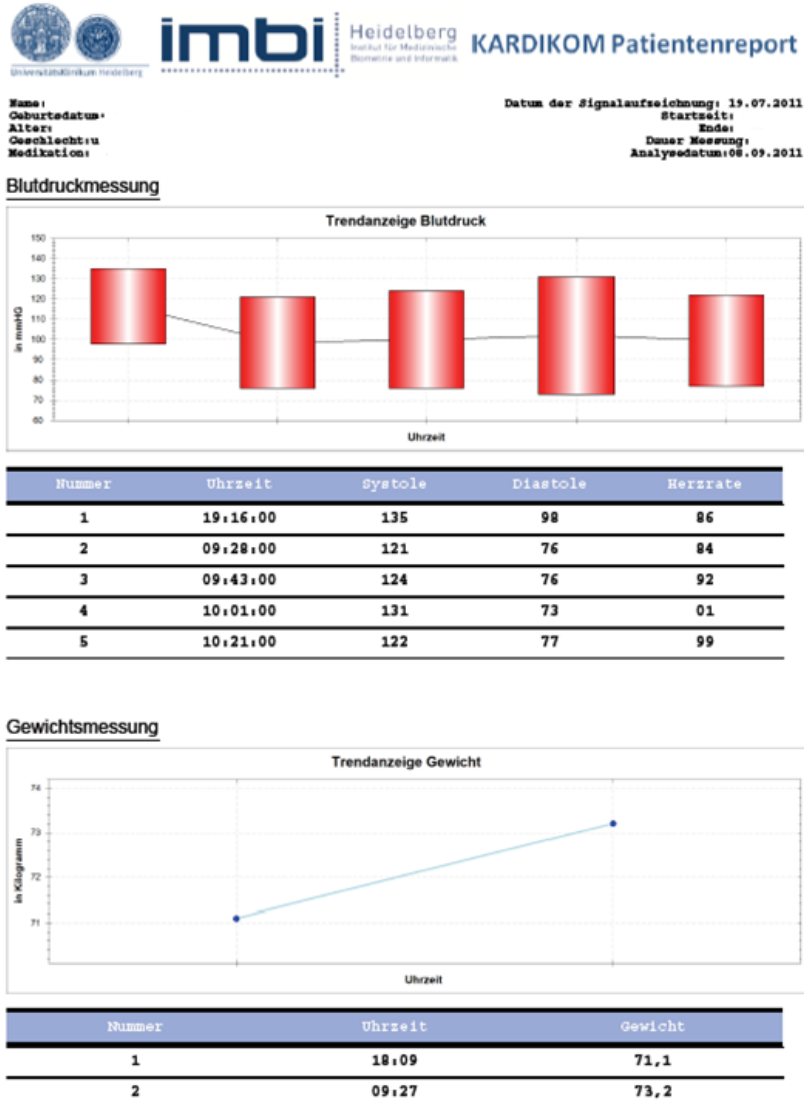 UniversitätsKlinikum Heidelberg
imbi
Heidelberg
Institut für Medizinische
Biometrie und Informatik
KARDIKOM Patientenreport
Name:
Geburtsdatum:
Alter:
Geschlecht:u
Medikation:
Datum der Signalaufzeichnung: 19.07.2011
Startzeit:
Ende:
Dauer Messung:
Analysedatum:08.09.2011
Blutdruckmessung
Trendanzeige Blutdruck
150
140
130
120
110
100
90
80
70
60
in mmHG
Uhrzeit
Nummer Uhrzeit Systole Diastole Herzrate
1 19:16:00 135 98 86
2 09:28:00 121 76 84
3 09:43:00 124 76 92
4 10:01:00 131 73 01
5 10:21:00 122 77 99
Gewichtsmessung
Trendanzeige Gewicht
74
73
72
71
in Kilogramm
Uhrzeit
Nummer Uhrzeit Gewicht
1 18:09 71,1
2 09:27 73,2